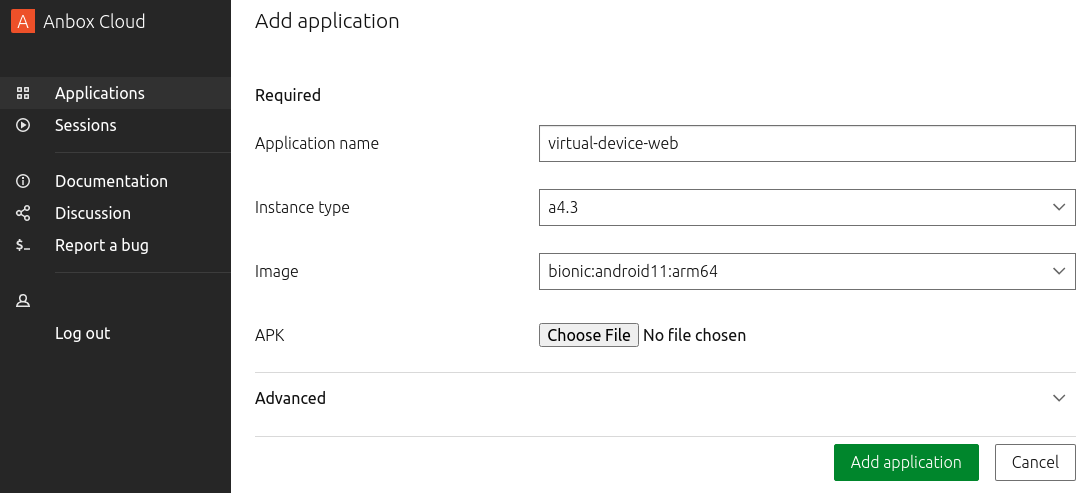 A Anbox Cloud
Applications
Sessions
Documentation
Discussion
$_ Report a bug
Log out
Add application
Required
Application name virtual-device-web
Instance type a4.3
Image bionic:android11:arm64
APK Choose File No file chosen
Advanced
Add application Cancel